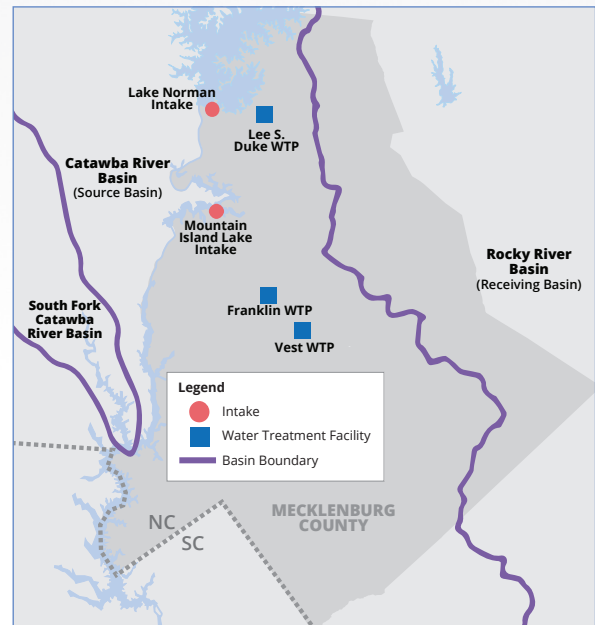 Lake Norman
Intake
Lee S.
Duke WTP
Catawba River
Basin
(Source Basin)
Mountain
Island Lake
Intake
Rocky River
Basin
(Receiving Basin)
South Fork
Catawba
River Basin
Franklin WTP
Vest WTP
Legend
Intake
Water Treatment Facility
Basin Boundary
MECKLENBURG
COUNTY
NC
SC